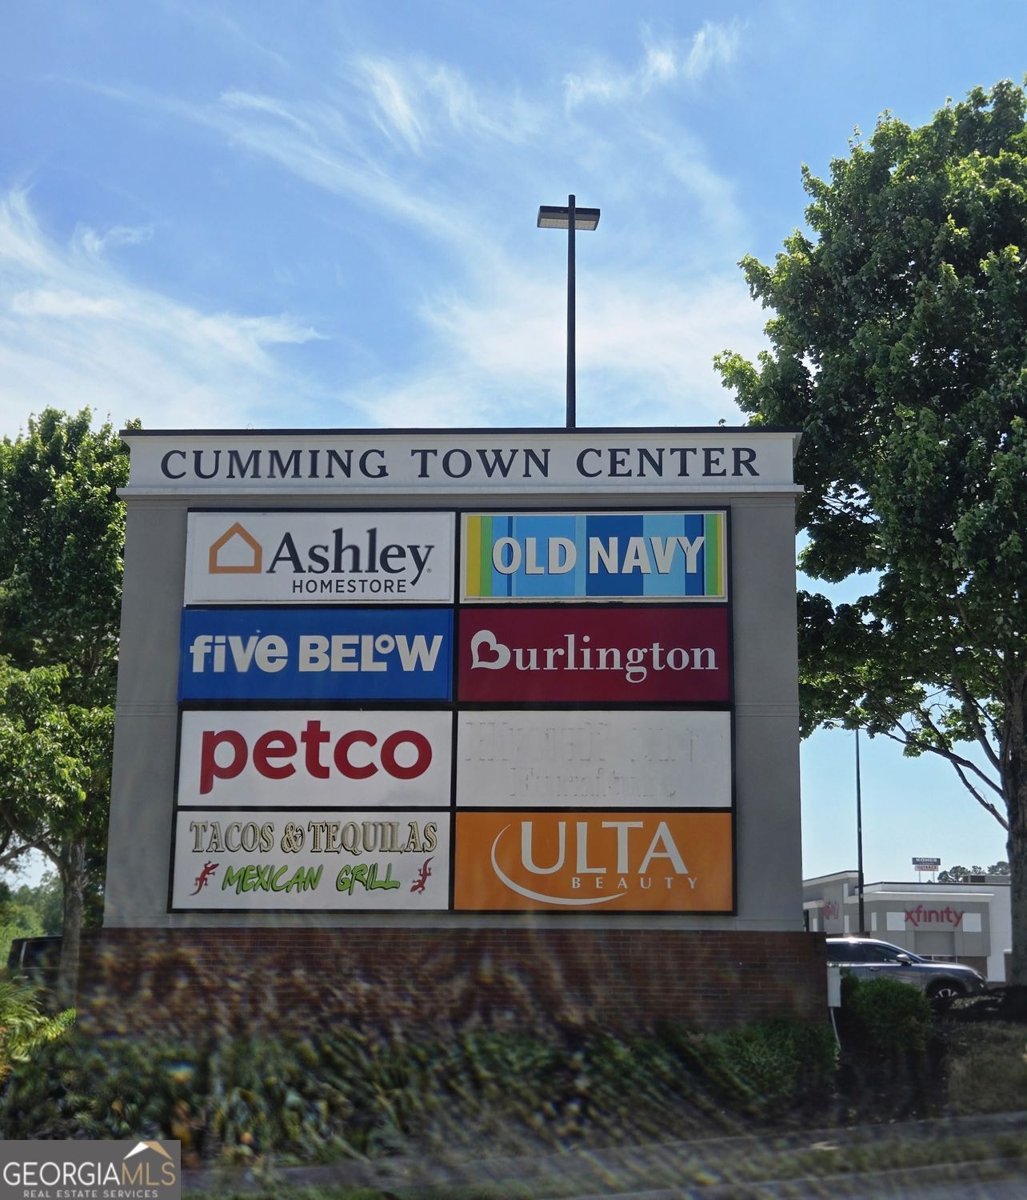 CUMMING TOWN CENTER
Ashley
HOMESTORE
OLD NAVY
five BELOW
Burlington
petco
TACOS & TEQUILAS
MEXICAN GRILL
ULTA
BEAUTY
xfinity
GEORGIAMLS
REAL ESTATE SERVICES